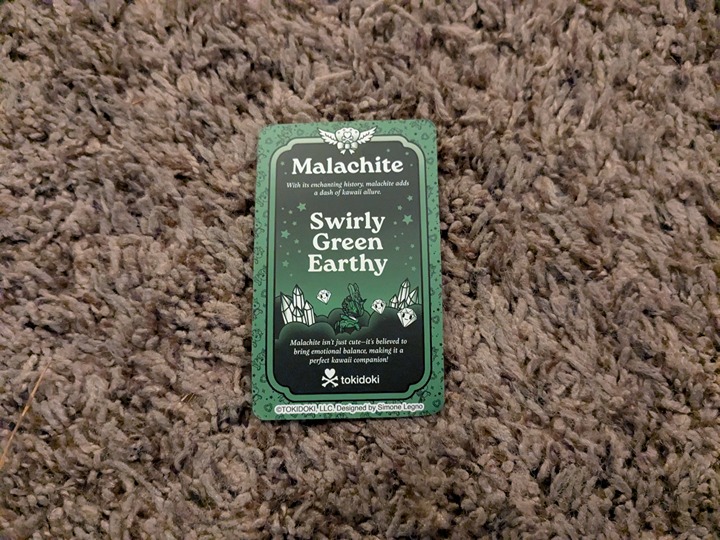 Malachite
With its enchanting history, malachite adds
a dash of kawaii allure.
Swirly
Green
Earthy
Malachite isn't just cute—it's believed to
bring emotional balance, making it a
perfect kawaii companion!
tokidoki
©TOKIDOKI, LLC. Designed by Simone Legno